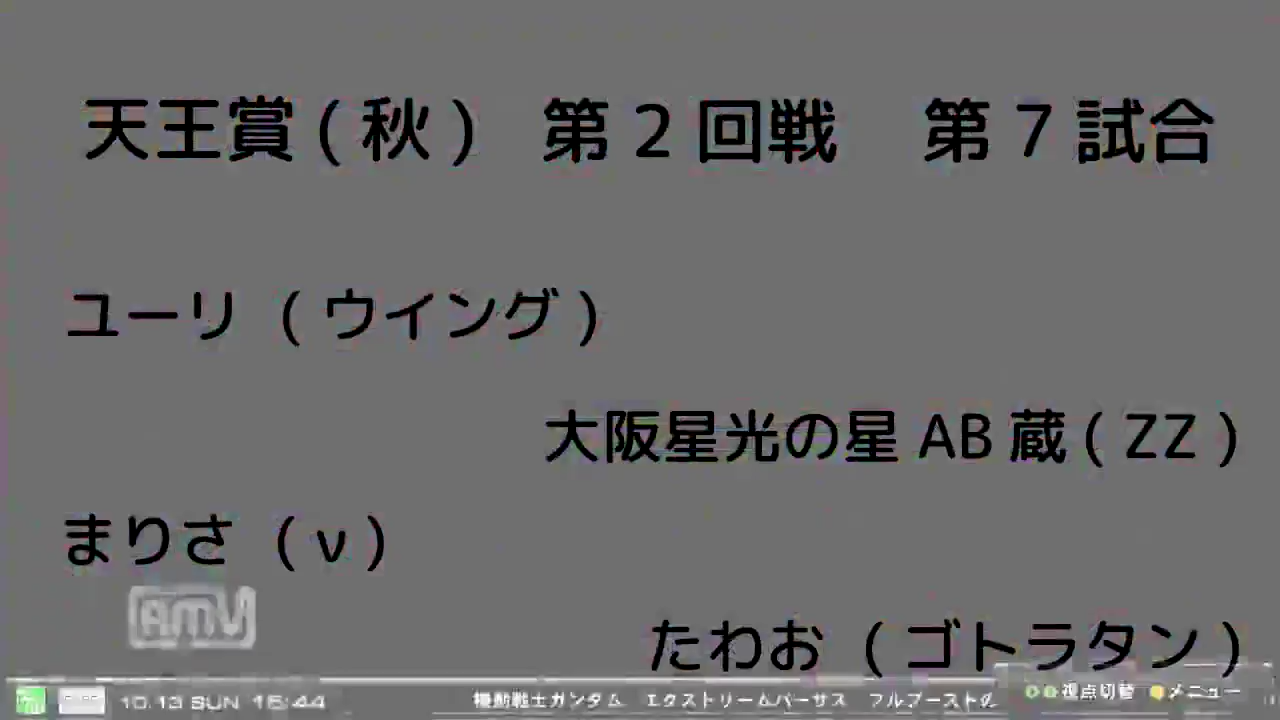 天王賞(秋) 第2回戦 第7試合
ユーリ (ウイング)
大阪星光の星AB蔵(ZZ)
まりさ (ν)
たわお (ゴトラタン)
AMV
視点切替 メニュー
10.13 SUN 15:44 機動戦士ガンダム エクストリームバーサス フルブーストの